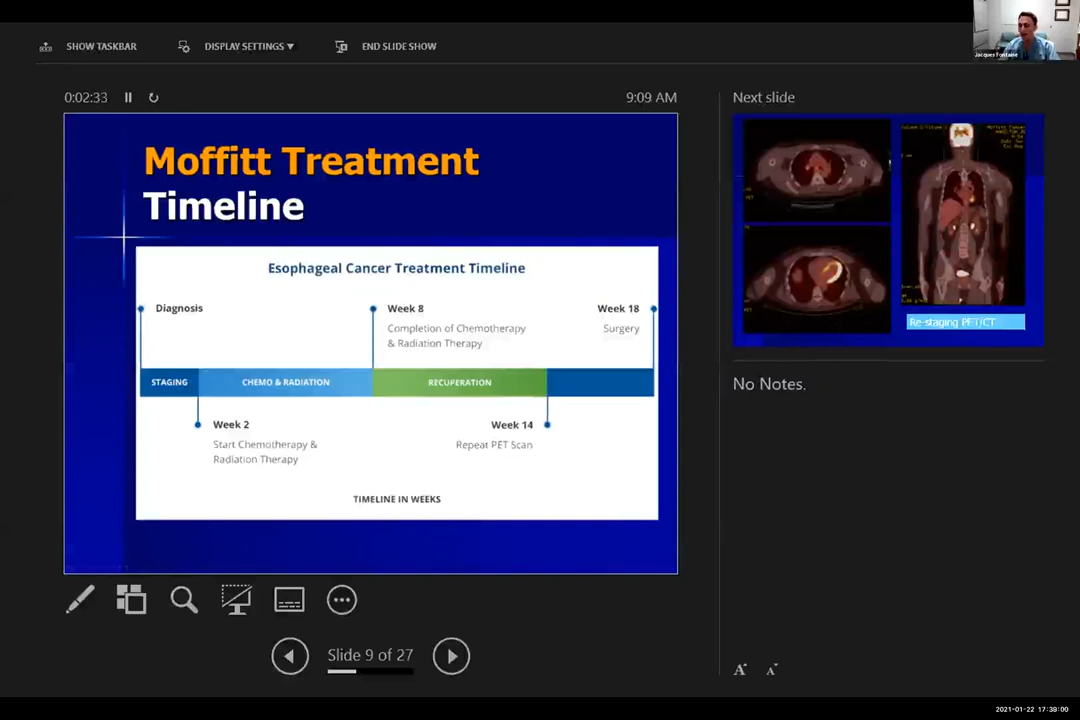 Jacques Fontaine
SHOW TASKBAR
DISPLAY SETTINGS ▼
END SLIDE SHOW
0:02:33
9:09 AM
Moffitt Treatment
Timeline
Esophageal Cancer Treatment Timeline
Diagnosis
Week 8
Completion of Chemotherapy
& Radiation Therapy
Week 18
Surgery
STAGING
CHEMO & RADIATION
RECUPERATION
Week 2
Start Chemotherapy &
Radiation Therapy
Week 14
Repeat PET Scan
TIMELINE IN WEEKS
Next slide
Re-staging PET/CT
No Notes.
Slide 9 of 27
A A
2021-01-22 17:38:00